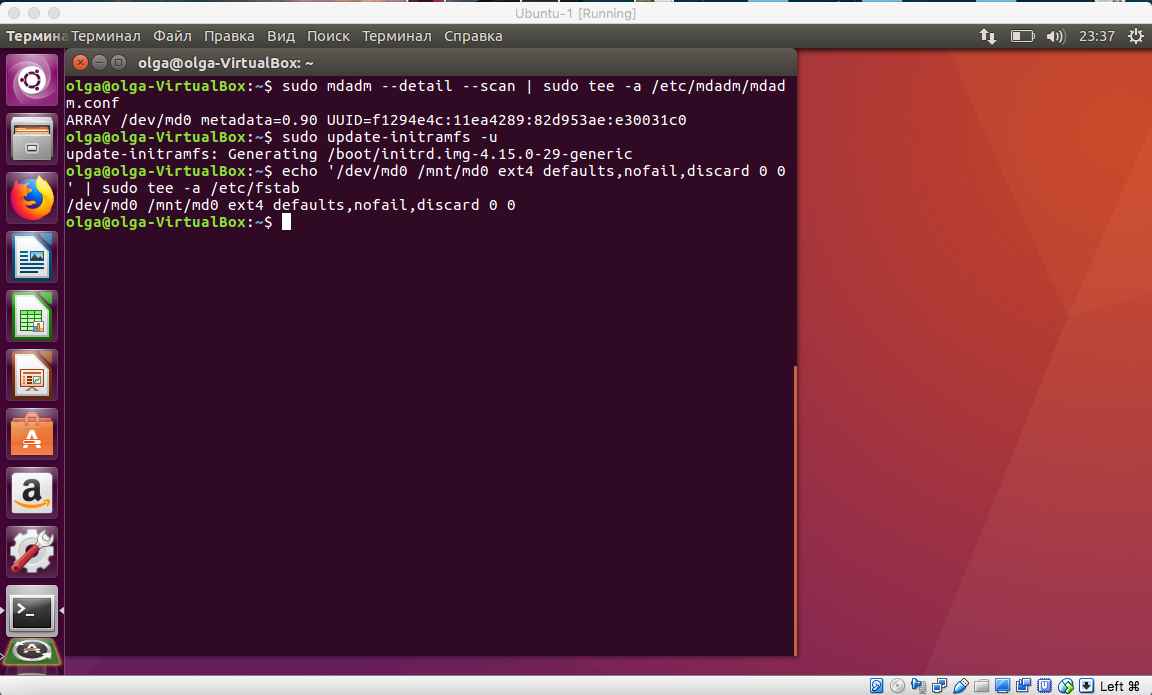 Ubuntu-1 [Running]
Термина Терминал Файл Правка Вид Поиск Терминал Справка 23:37
olga@olga-VirtualBox: ~
olga@olga-VirtualBox:~$ sudo mdadm --detail --scan | sudo tee -a /etc/mdadm/mdad
m.conf
ARRAY /dev/md0 metadata=0.90 UUID=f1294e4c:11ea4289:82d953ae:e30031c0
olga@olga-VirtualBox:~$ sudo update-initramfs -u
update-initramfs: Generating /boot/initrd.img-4.15.0-29-generic
olga@olga-VirtualBox:~$ echo '/dev/md0 /mnt/md0 ext4 defaults,nofail,discard 0 0
' | sudo tee -a /etc/fstab
/dev/md0 /mnt/md0 ext4 defaults,nofail,discard 0 0
olga@olga-VirtualBox:~$
Left ⌘